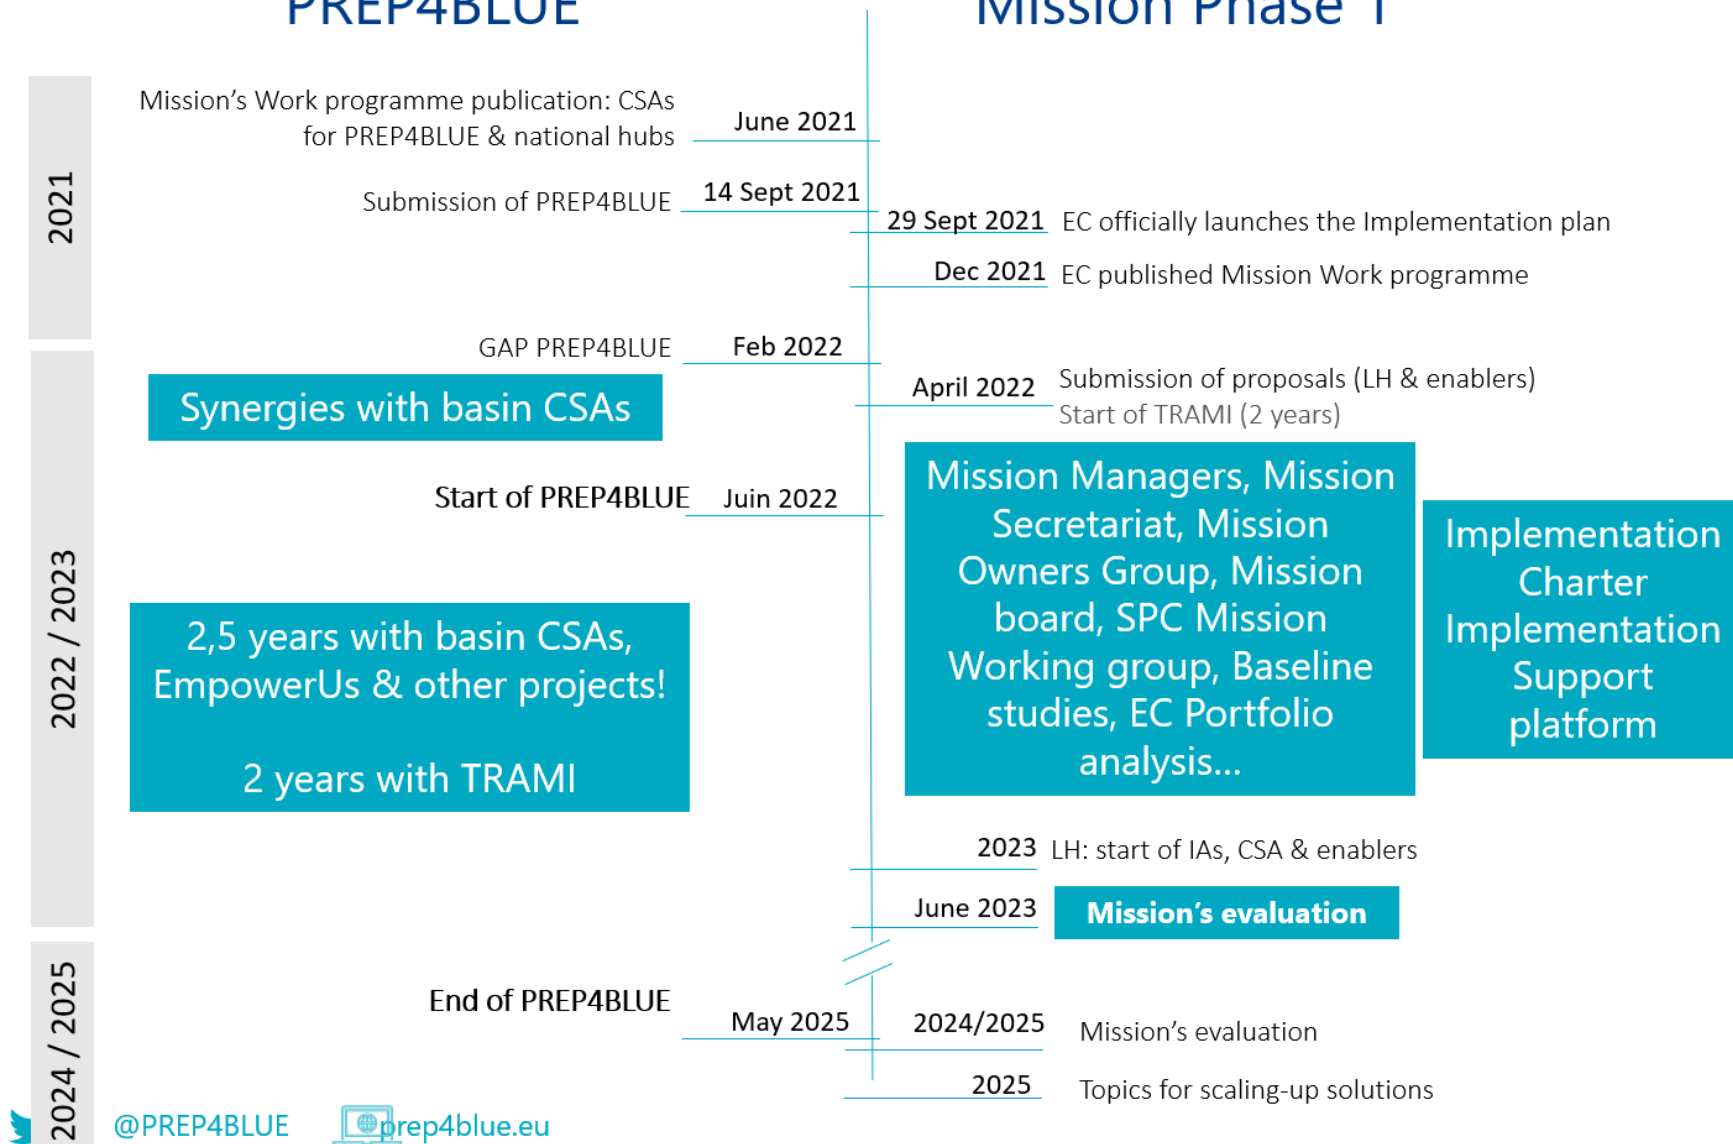 PREP4BLUE
Mission Phase 1
2021
Mission's Work programme publication: CSAs
for PREP4BLUE & national hubs
June 2021
Submission of PREP4BLUE
14 Sept 2021
29 Sept 2021 EC officially launches the Implementation plan
Dec 2021 EC published Mission Work programme
2022 / 2023
GAP PREP4BLUE
Feb 2022
Synergies with basin CSAs
April 2022
Submission of proposals (LH & enablers)
Start of TRAMI (2 years)
Start of PREP4BLUE
Juin 2022
Mission Managers, Mission
Secretariat, Mission
Owners Group, Mission
board, SPC Mission
Working group, Baseline
studies, EC Portfolio
analysis...
Implementation
Charter
Implementation
Support
platform
2,5 years with basin CSAs,
EmpowerUs & other projects!
2 years with TRAMI
2023 LH: start of IAs, CSA & enablers
June 2023
Mission's evaluation
2024 / 2025
End of PREP4BLUE
May 2025
2024/2025
Mission's evaluation
2025
Topics for scaling-up solutions
@PREP4BLUE
prep4blue.eu